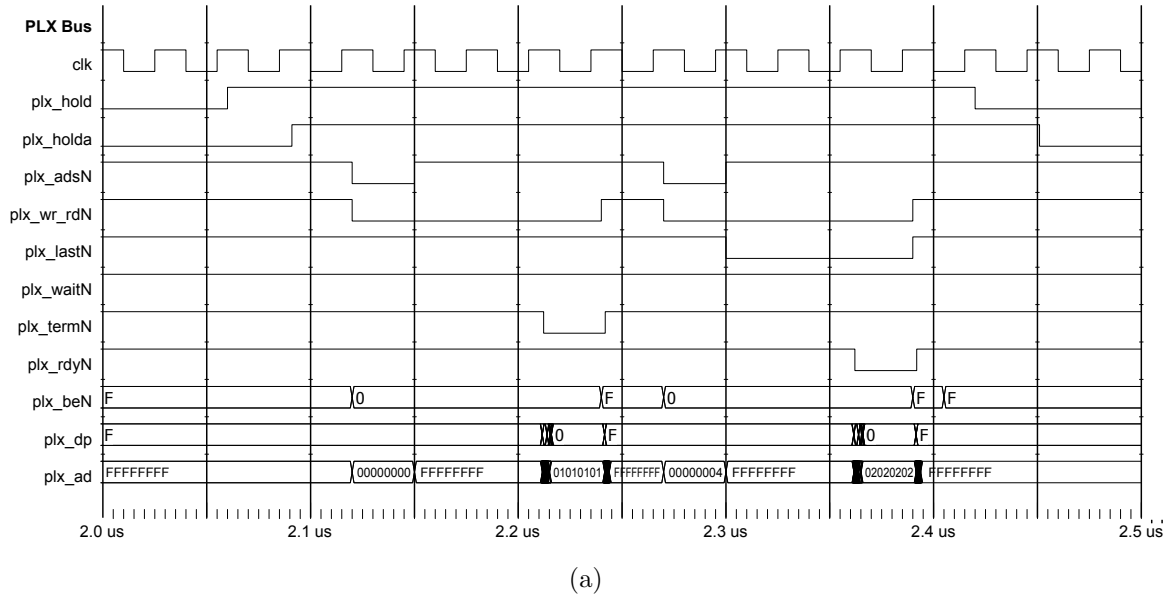 PLX Bus
clk
plx_hold
plx_holda
plx_adsN
plx_wr_rdN
plx_lastN
plx_waitN
plx_termN
plx_rdyN
plx_beN F 0 F 0 F F
plx_dp F 0 F 0 F
plx_ad FFFFFFFF 00000000 FFFFFFFF 01010101 FFFFFFFF 00000004 FFFFFFFF 02020202 FFFFFFFF
2.0 us 2.1 us 2.2 us 2.3 us 2.4 us 2.5 us
(a)